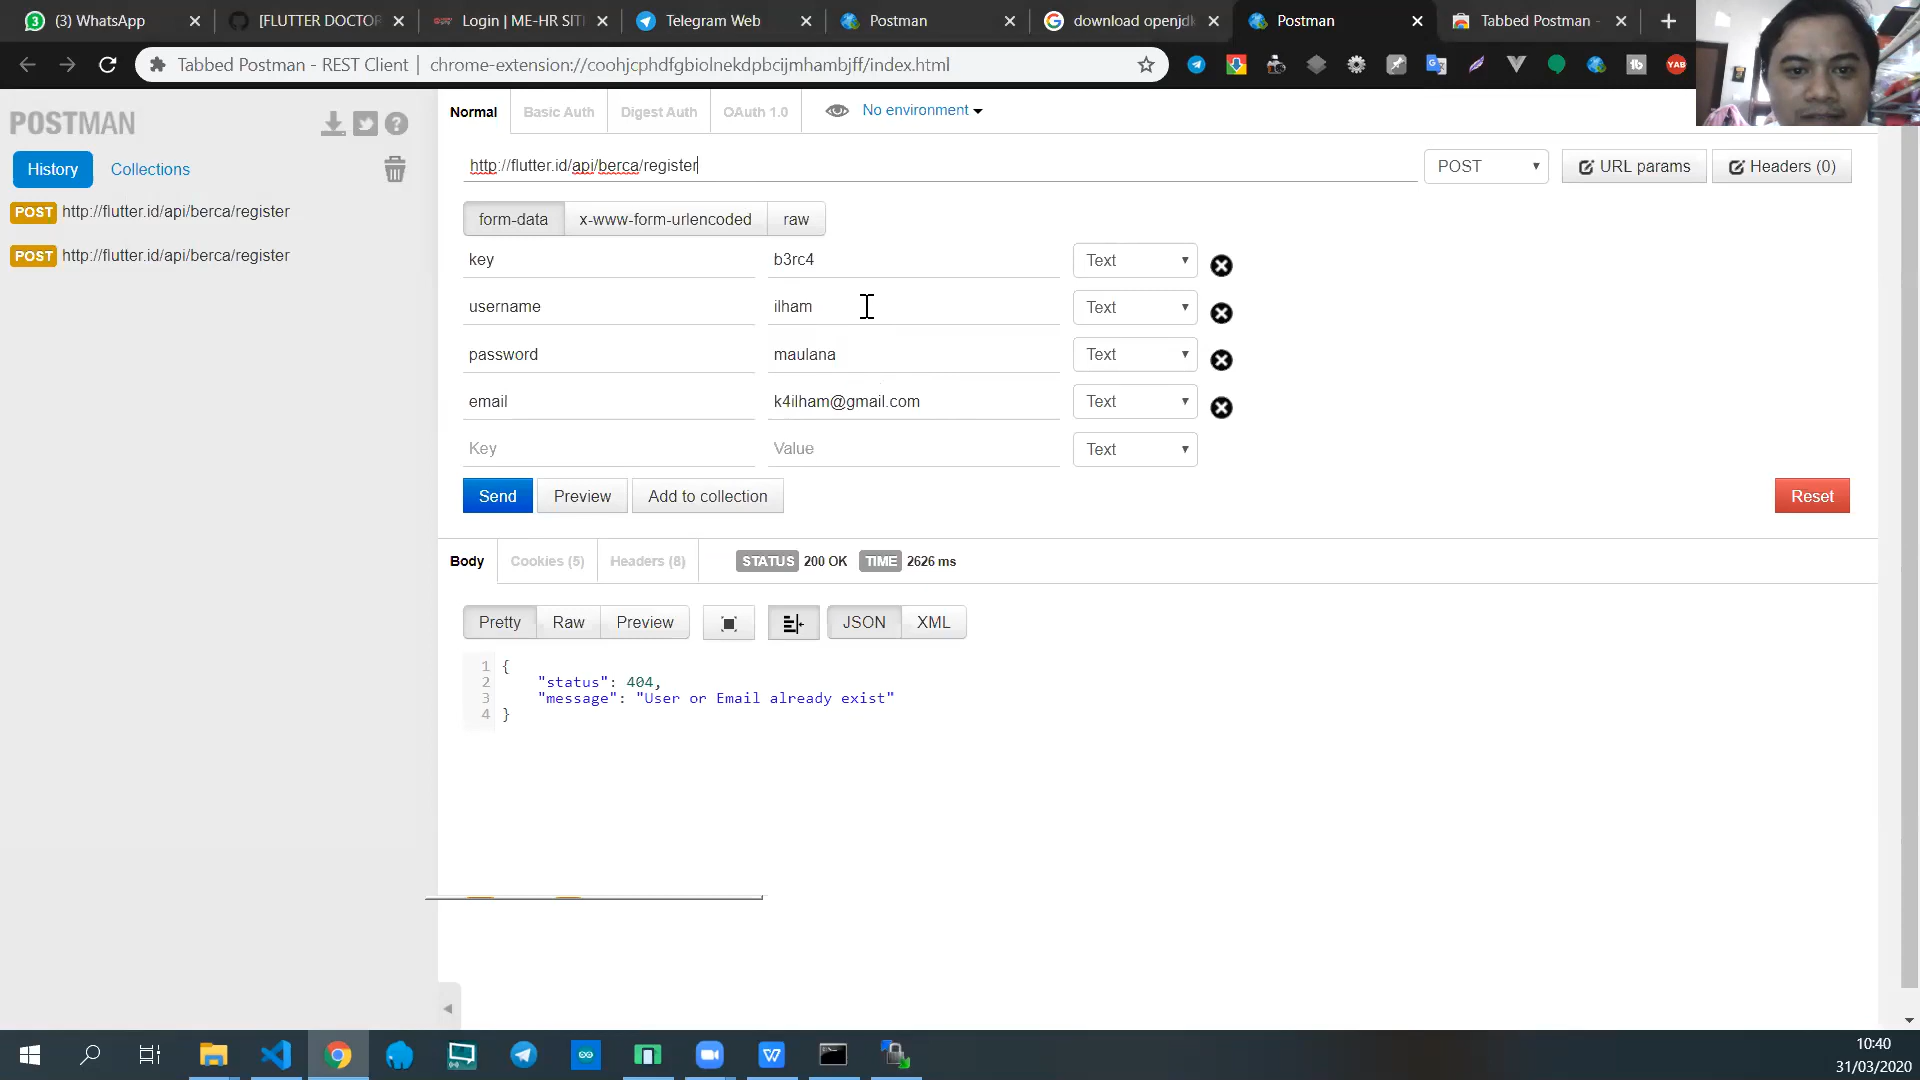 (3) WhatsApp
[FLUTTER DOCTOR
Login | ME-HR SIT
Telegram Web
Postman
download openjdk
Postman
Tabbed Postman -
Tabbed Postman - REST Client | chrome-extension://coohjcphdfgbiolnekdpbcijmhambjff/index.html
POSTMAN
History Collections
POST http://flutter.id/api/berca/register
POST http://flutter.id/api/berca/register
Normal Basic Auth Digest Auth OAuth 1.0 No environment
http://flutter.id/api/berca/register POST URL params Headers (0)
form-data x-www-form-urlencoded raw
key b3rc4 Text
username ilham Text
password maulana Text
email k4ilham@gmail.com Text
Key Value Text
Send Preview Add to collection Reset
Body Cookies (5) Headers (8) STATUS 200 OK TIME 2626 ms
Pretty Raw Preview JSON XML
1 {
2 "status": 404,
3 "message": "User or Email already exist"
4 }
10:40
31/03/2020